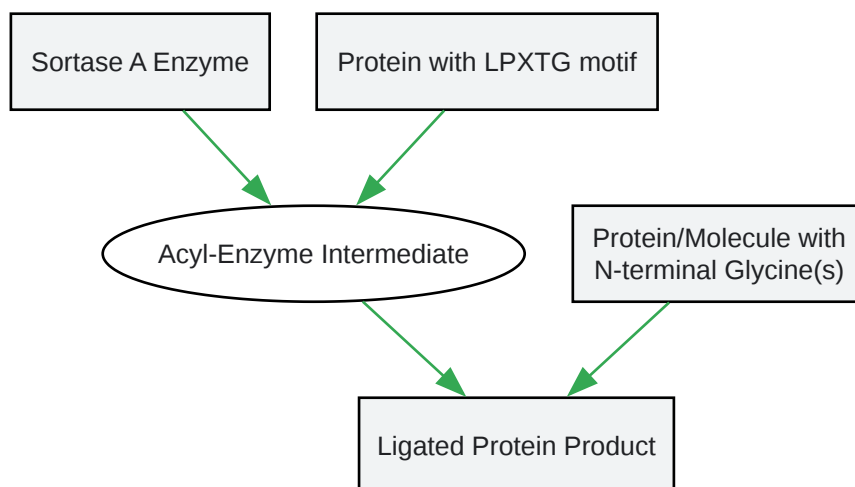 Sortase A Enzyme
Protein with LPXTG motif
Acyl-Enzyme Intermediate
Protein/Molecule with
N-terminal Glycine(s)
Ligated Protein Product